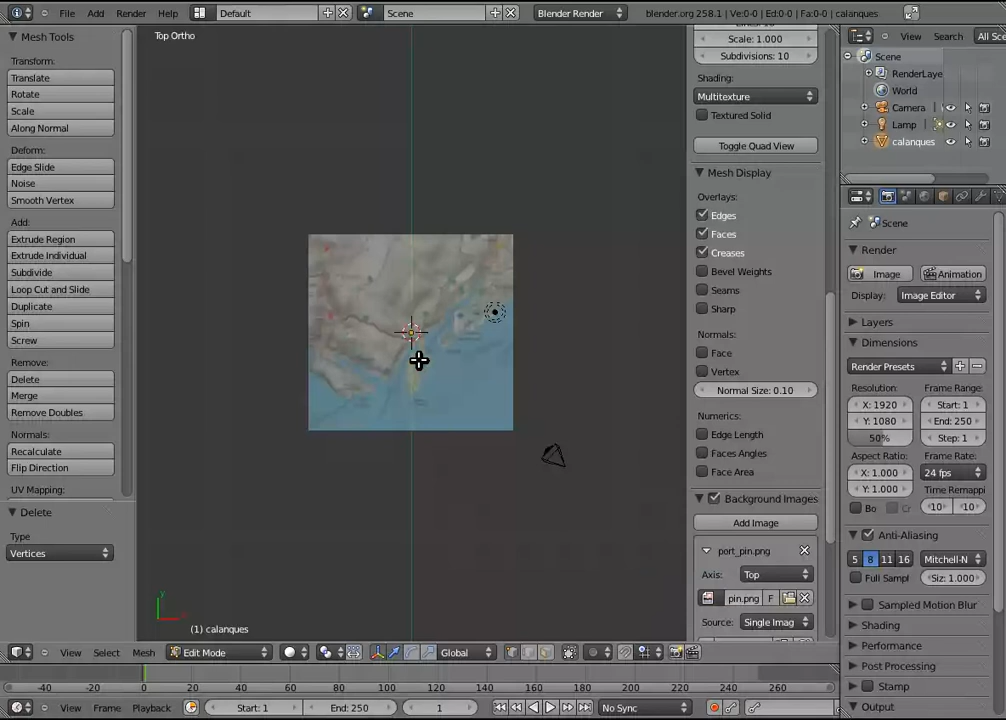 File Add Render Help Default Scene Blender Render blender.org 258.1 | Ve:0-0 | Ed:0-0 | Fa:0-0 | calanques
Mesh Tools
Transform:
Translate
Rotate
Scale
Along Normal
Deform:
Edge Slide
Noise
Smooth Vertex
Add:
Extrude Region
Extrude Individual
Subdivide
Loop Cut and Slide
Duplicate
Spin
Screw
Remove:
Delete
Merge
Remove Doubles
Normals:
Recalculate
Flip Direction
UV Mapping:
Delete
Type
Vertices
Top Ortho
y
(1) calanques
Scale: 1.000
Subdivisions: 10
Shading:
Multitexture
Textured Solid
Toggle Quad View
Mesh Display
Overlays:
Edges
Faces
Creases
Bevel Weights
Seams
Sharp
Normals:
Face
Vertex
Normal Size: 0.10
Numerics:
Edge Length
Faces Angles
Face Area
Background Images
Add Image
port_pin.png
Axis: Top
pin.png F
Source: Single Imag
View Search All Sce
Scene
RenderLaye
World
Camera
Lamp
calanques
Scene
Render
Image Animation
Display: Image Editor
Layers
Dimensions
Render Presets
Resolution: Frame Range:
X: 1920 Start: 1
Y: 1080 End: 250
50% Step: 1
Aspect Ratio: Frame Rate:
X: 1.000 24 fps
Y: 1.000 Time Remappi
Bo Cr 10 10
Anti-Aliasing
5 8 11 16 Mitchell-N
Full Sampl Siz: 1.000
Sampled Motion Blur
Shading
Performance
Post Processing
Stamp
Output
View Select Mesh Edit Mode Global
-40 -20 0 20 40 60 80 100 120 140 160 180 200 220 240 260
View Frame Playback Start: 1 End: 250 1 No Sync